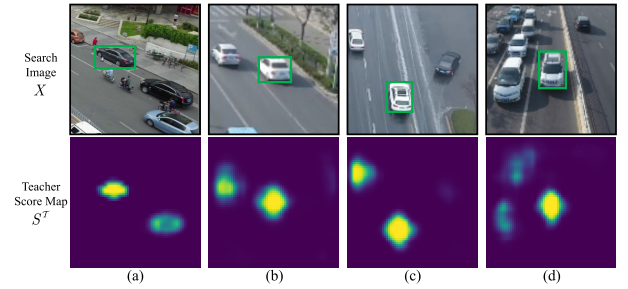 Search
Image
X
Teacher
Score Map
S^T
(a)
(b)
(c)
(d)